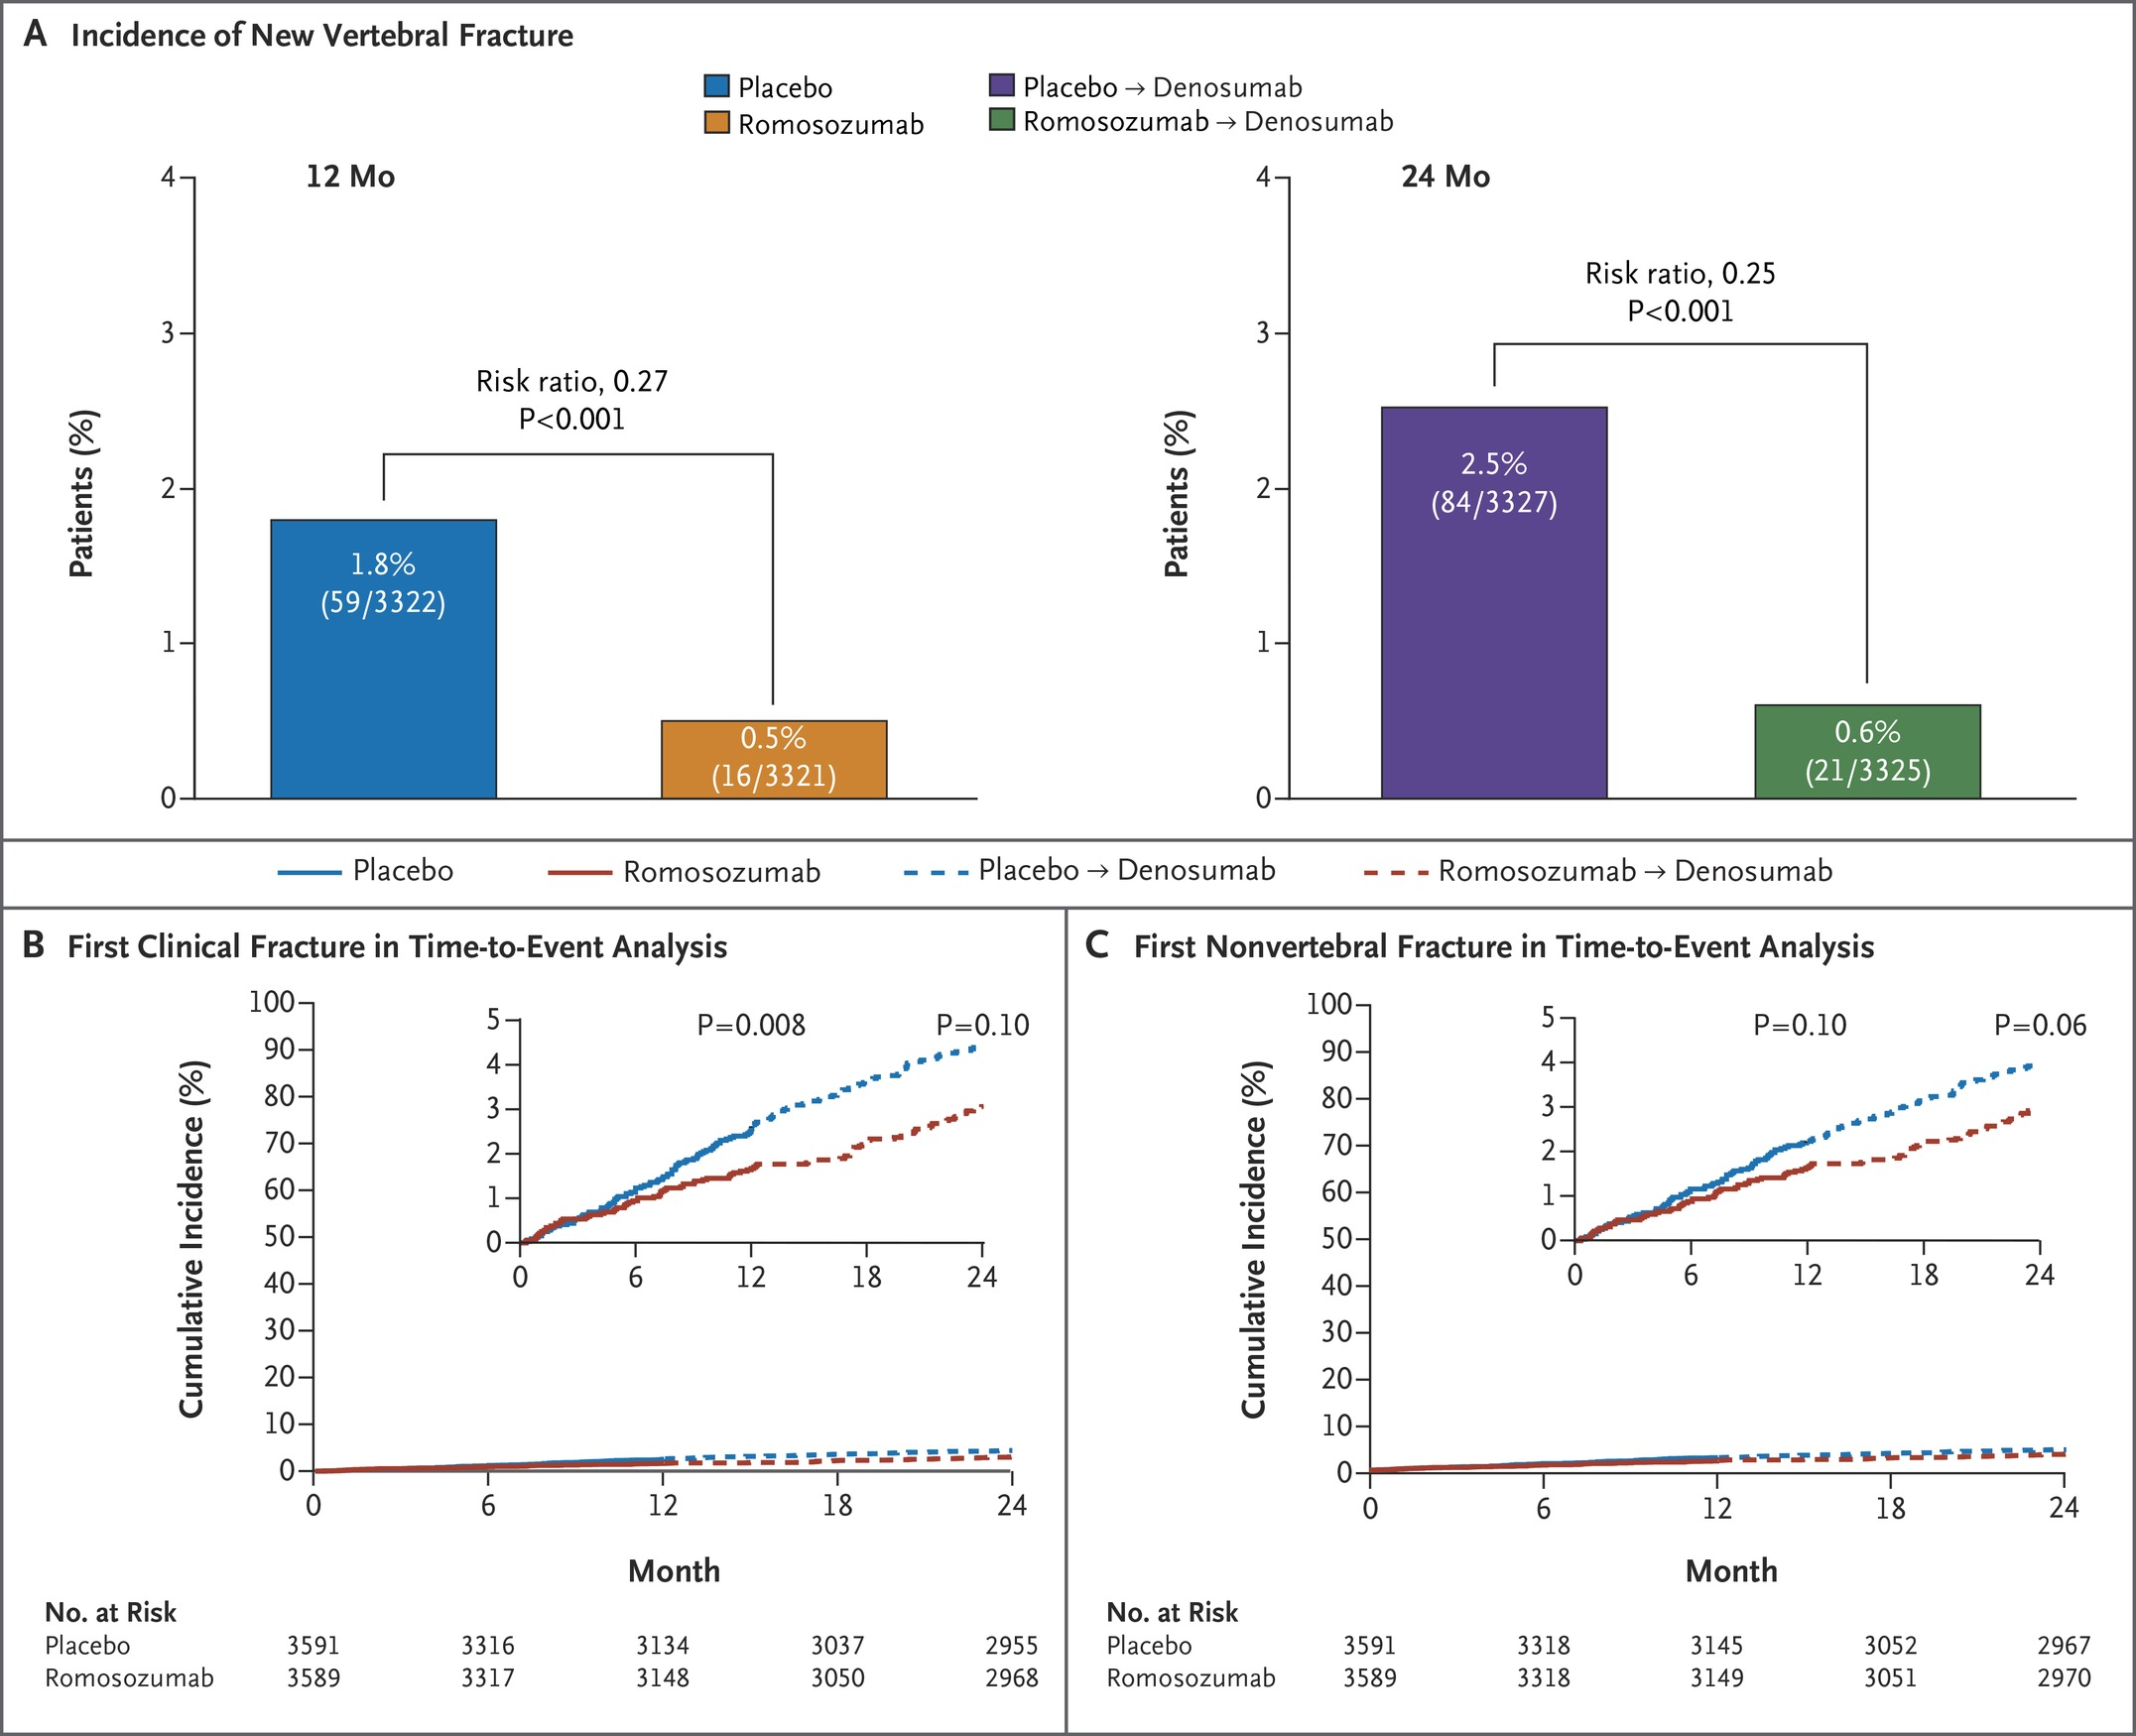 A Incidence of New Vertebral Fracture
Placebo
Romosozumab
Placebo → Denosumab
Romosozumab → Denosumab
12 Mo
Patients (%)
4
3
2
1
0
Risk ratio, 0.27
P<0.001
1.8%
(59/3322)
0.5%
(16/3321)
24 Mo
Patients (%)
4
3
2
1
0
Risk ratio, 0.25
P<0.001
2.5%
(84/3327)
0.6%
(21/3325)
Placebo Romosozumab Placebo → Denosumab Romosozumab → Denosumab
B First Clinical Fracture in Time-to-Event Analysis
Cumulative Incidence (%)
100
90
80
70
60
50
40
30
20
10
0
0 6 12 18 24
5
4
3
2
1
0
0 6 12 18 24
P=0.008 P=0.10
Month
No. at Risk
Placebo 3591 3316 3134 3037 2955
Romosozumab 3589 3317 3148 3050 2968
C First Nonvertebral Fracture in Time-to-Event Analysis
Cumulative Incidence (%)
100
90
80
70
60
50
40
30
20
10
0
0 6 12 18 24
5
4
3
2
1
0
0 6 12 18 24
P=0.10 P=0.06
Month
No. at Risk
Placebo 3591 3318 3145 3052 2967
Romosozumab 3589 3318 3149 3051 2970